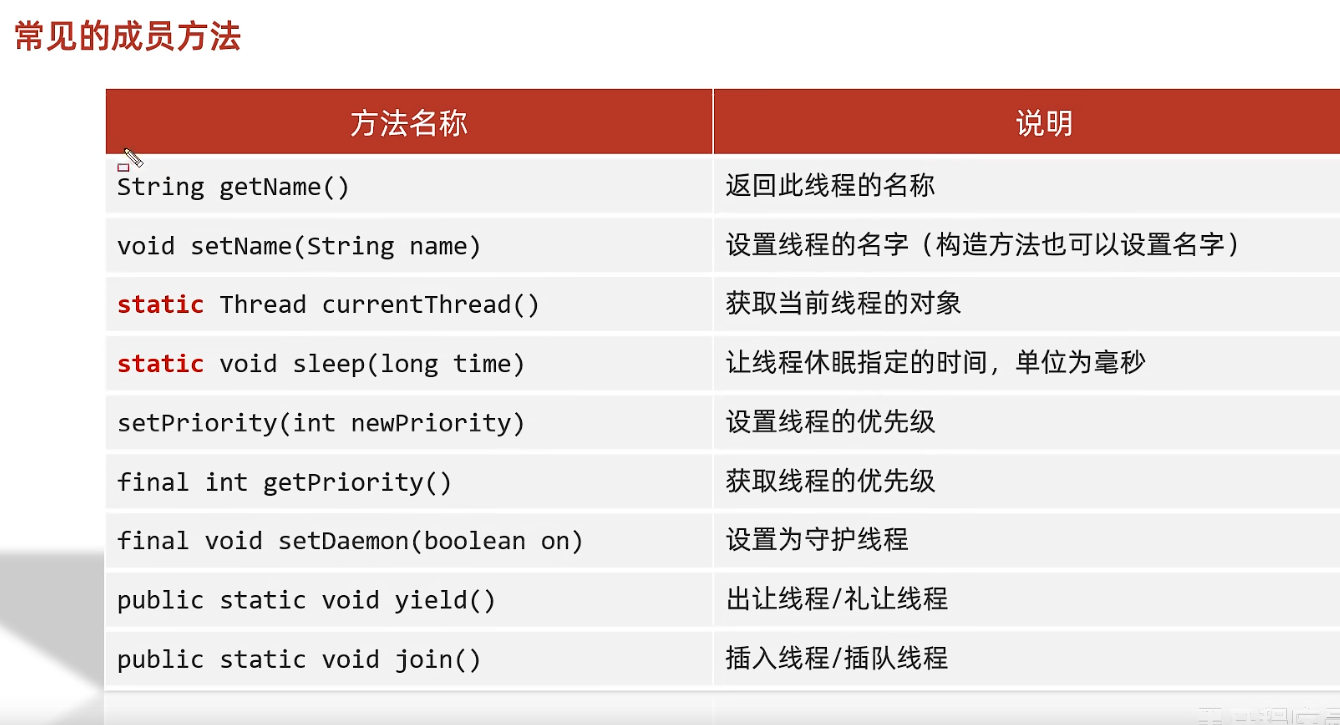 常见的成员方法
方法名称 说明
String getName() 返回此线程的名称
void setName(String name) 设置线程的名字（构造方法也可以设置名字）
static Thread currentThread() 获取当前线程的对象
static void sleep(long time) 让线程休眠指定的时间，单位为毫秒
setPriority(int newPriority) 设置线程的优先级
final int getPriority() 获取线程的优先级
final void setDaemon(boolean on) 设置为守护线程
public static void yield() 出让线程/礼让线程
public static void join() 插入线程/插队线程